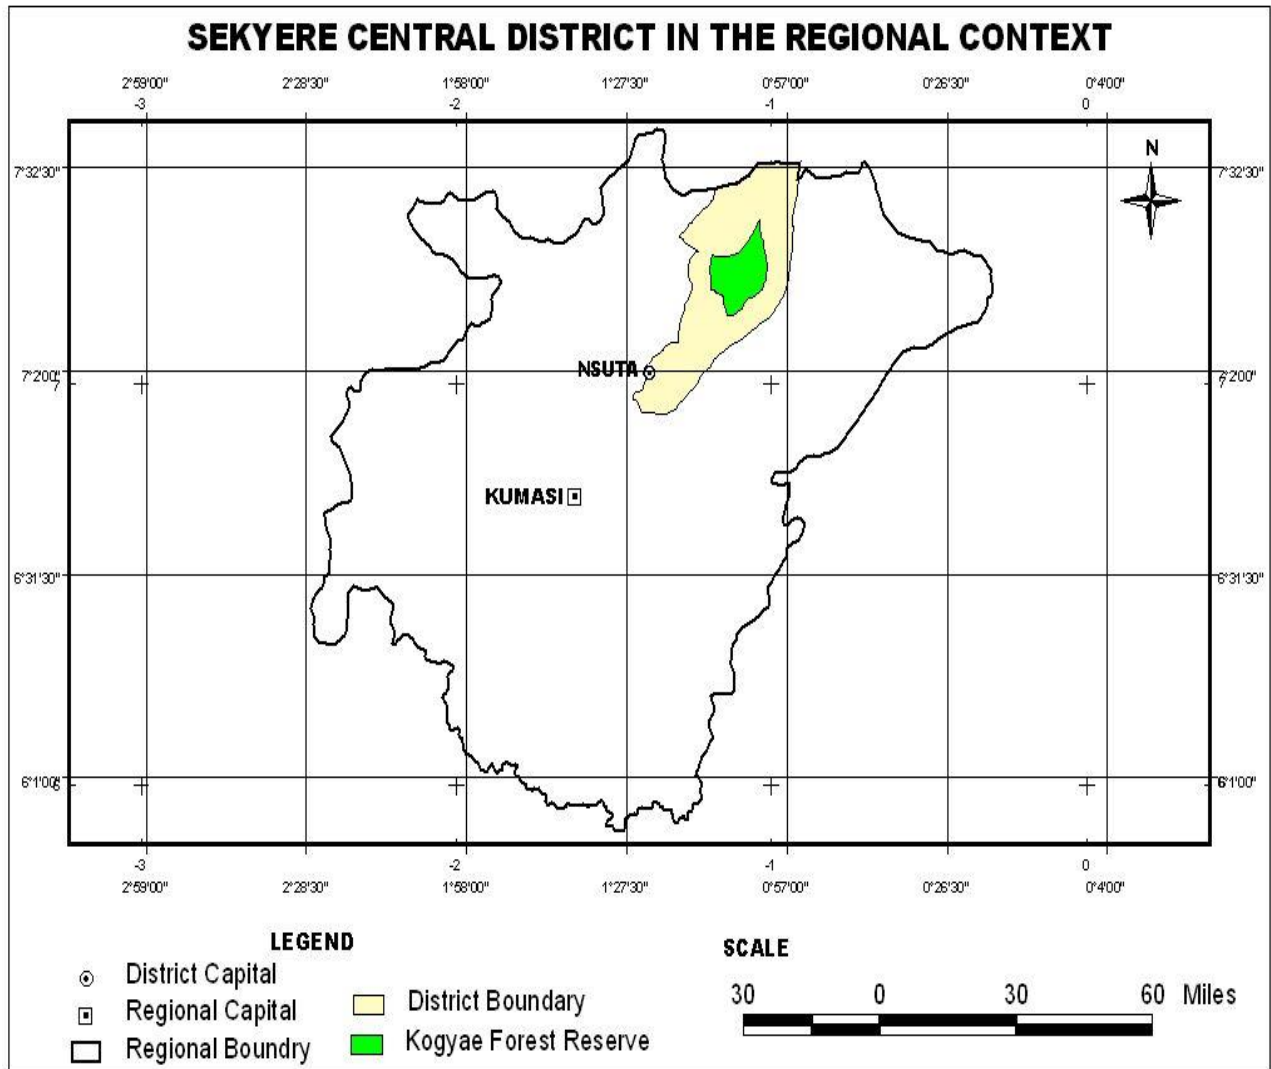 SEKYERE CENTRAL DISTRICT IN THE REGIONAL CONTEXT
2°59'00" 2°28'30" 1°58'00" 1°27'30" 0°57'00" 0°26'30" 0°4'00"
-3 -2 -1 0
N
7°32'30" 7°32'30"
NSUTA
7°2'00" 7°2'00"
7 7
KUMASI
6°31'30" 6°31'30"
6°1'00" 6°1'00"
-3 -2 -1 0
2°59'00" 2°28'30" 1°58'00" 1°27'30" 0°57'00" 0°26'30" 0°4'00"
LEGEND
District Capital
Regional Capital
Regional Boundry
District Boundary
Kogyae Forest Reserve
SCALE
30 0 30 60 Miles